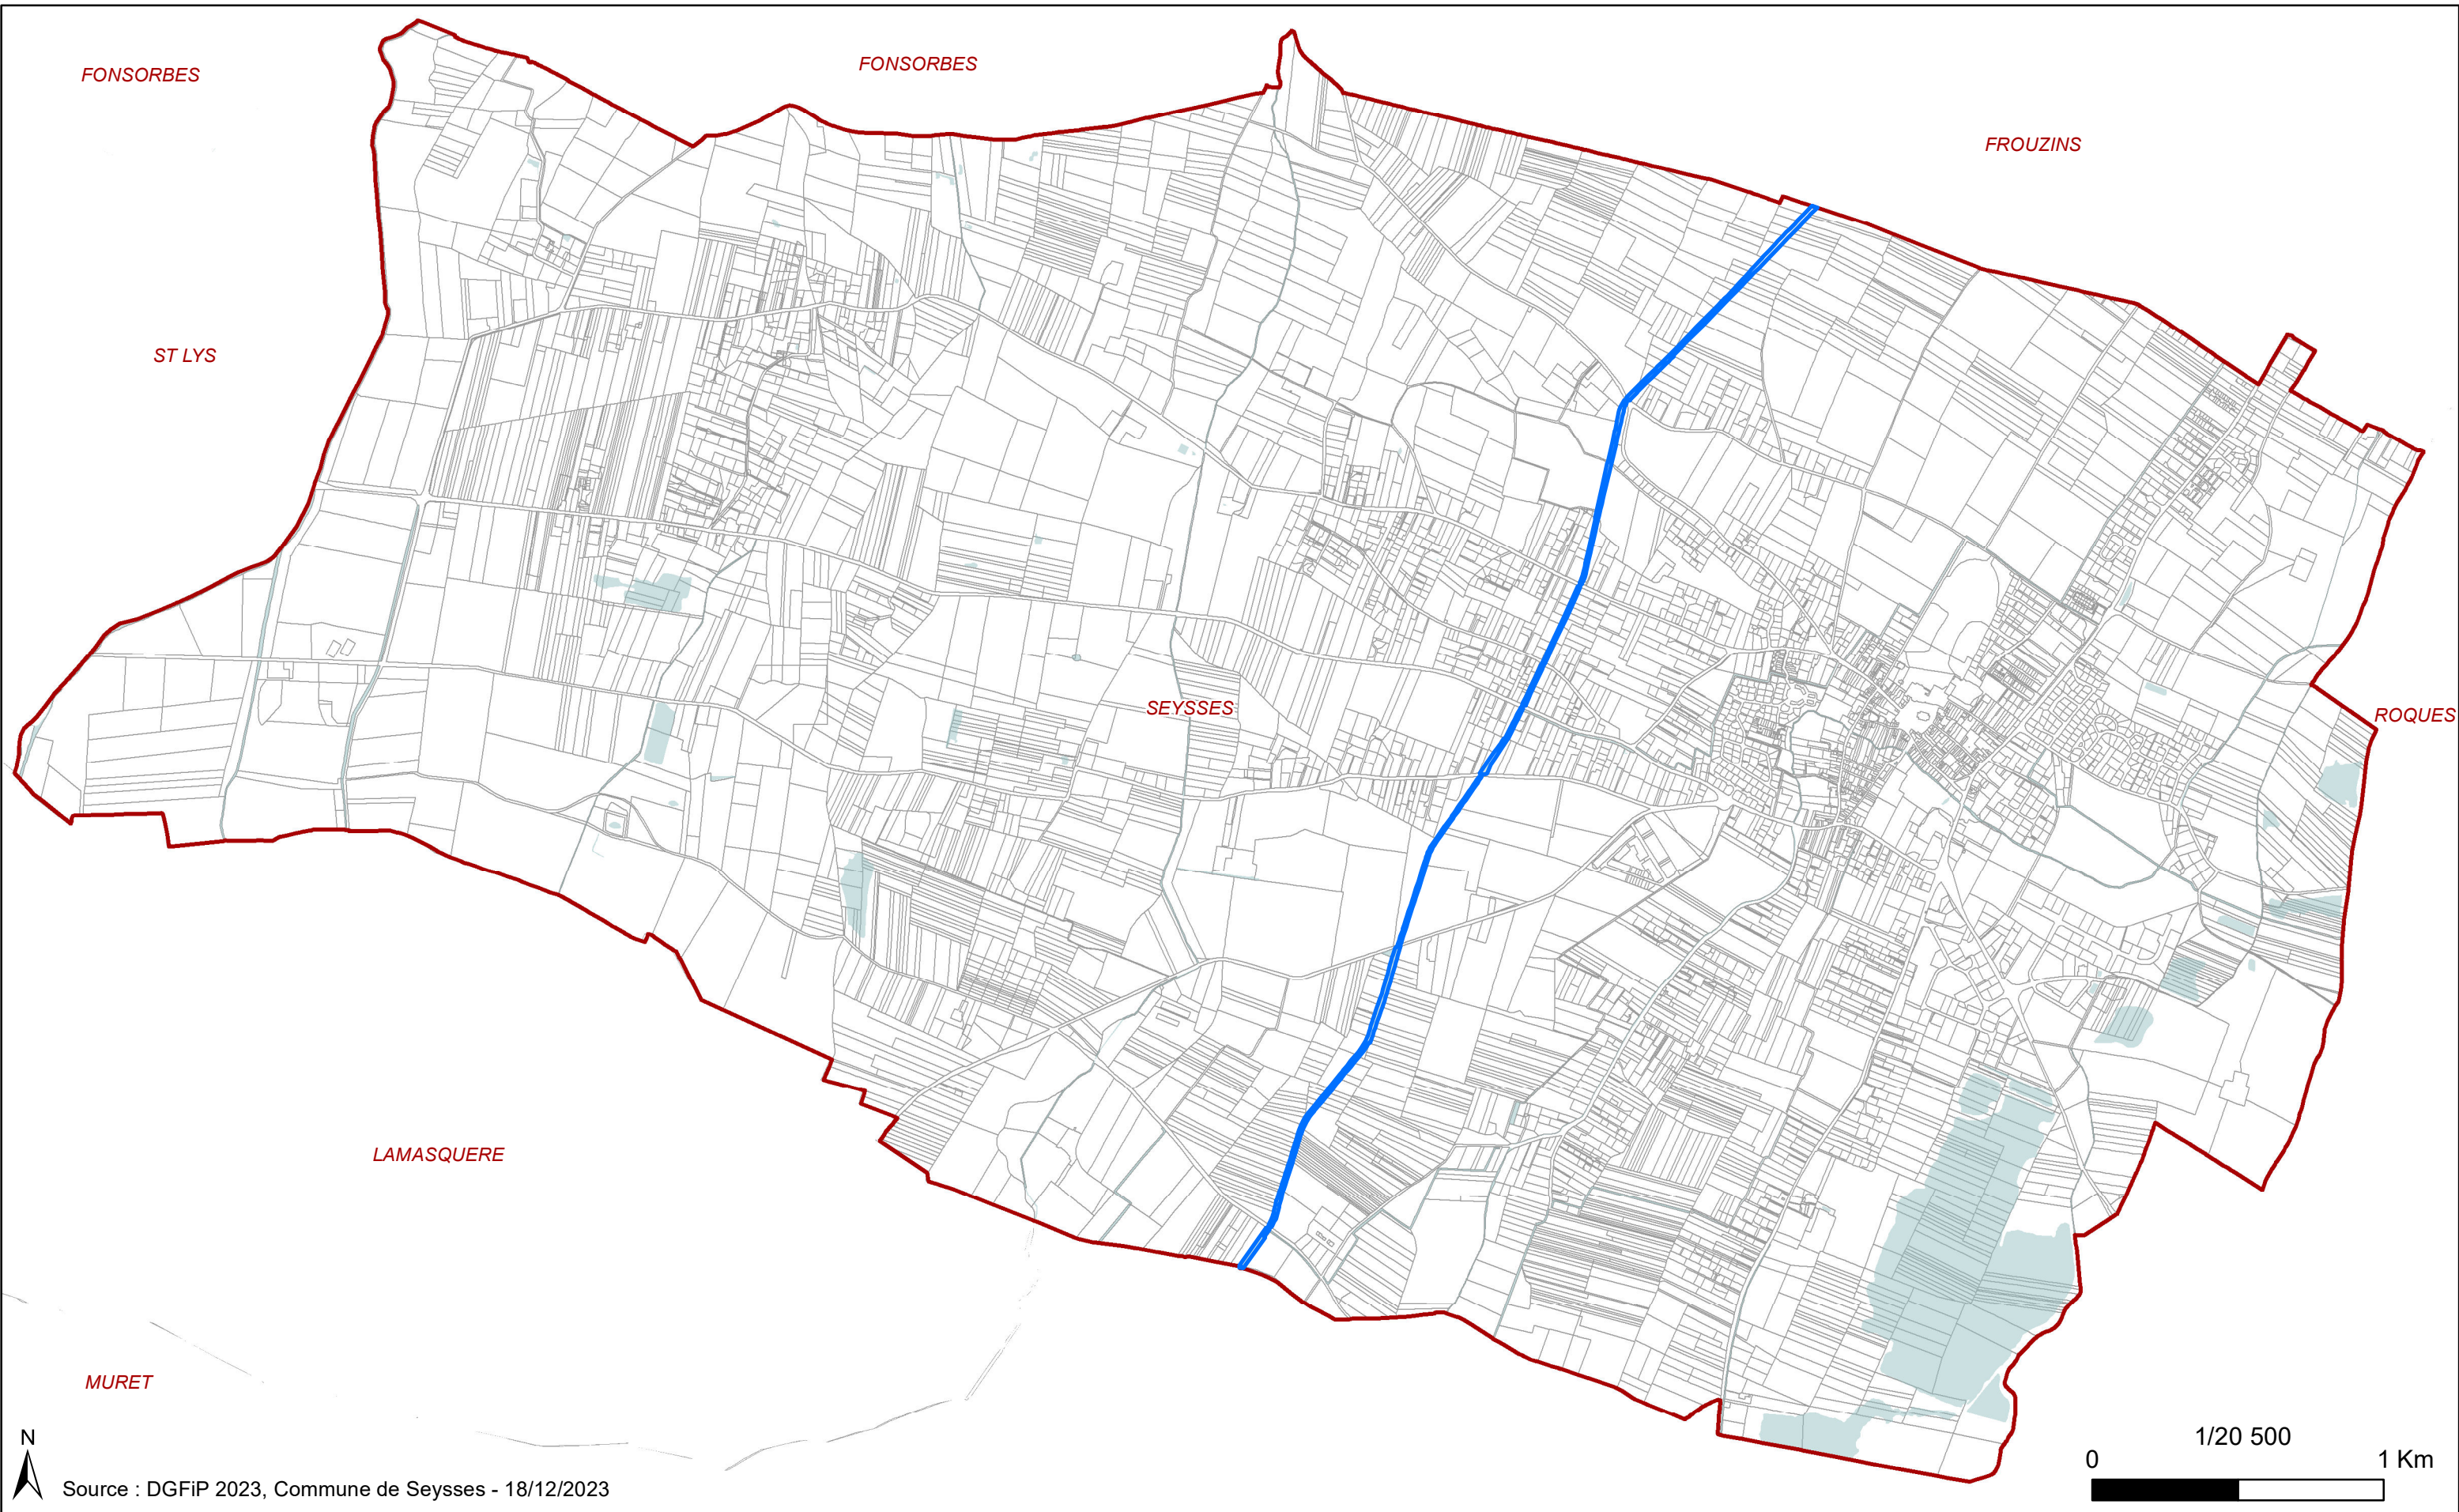 FONSORBES
FONSORBES
FROUZINS
ST LYS
SEYSSES
ROQUES
LAMASQUERE
MURET
N
Source : DGFiP 2023, Commune de Seysses - 18/12/2023
1/20 500
0 1 Km